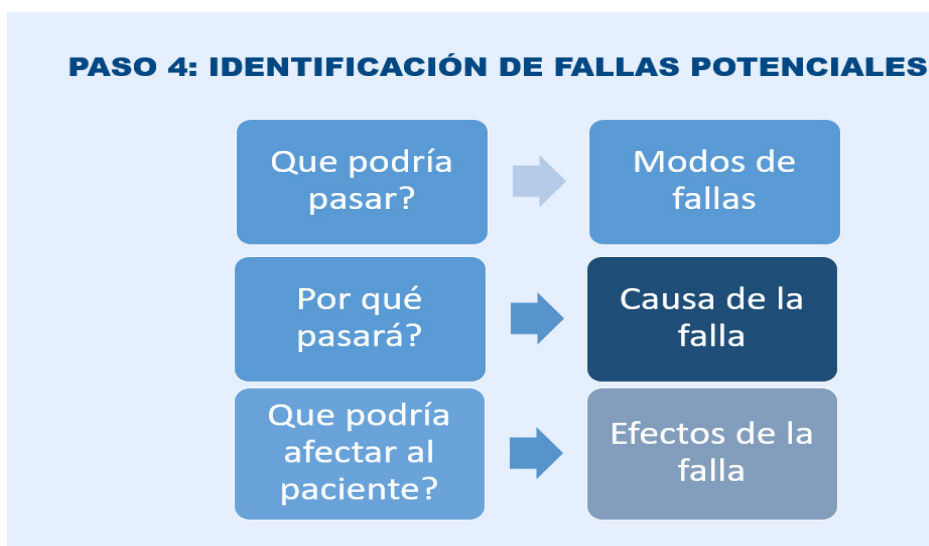 PASO 4: IDENTIFICACIÓN DE FALLAS POTENCIALES
Que podría
pasar?
Modos de
fallas
Por qué
pasará?
Causa de la
falla
Que podría
afectar al
paciente?
Efectos de la
falla